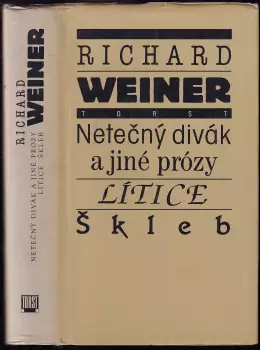 RICHARD
WEINER
NETEČNÝ DIVÁK A JINÉ PRÓZY
LÍTICE ŠKLEB
TORST
RICHARD
WEINER
TORST
Netečný divák
a jiné prózy
LÍTICE
Škleb